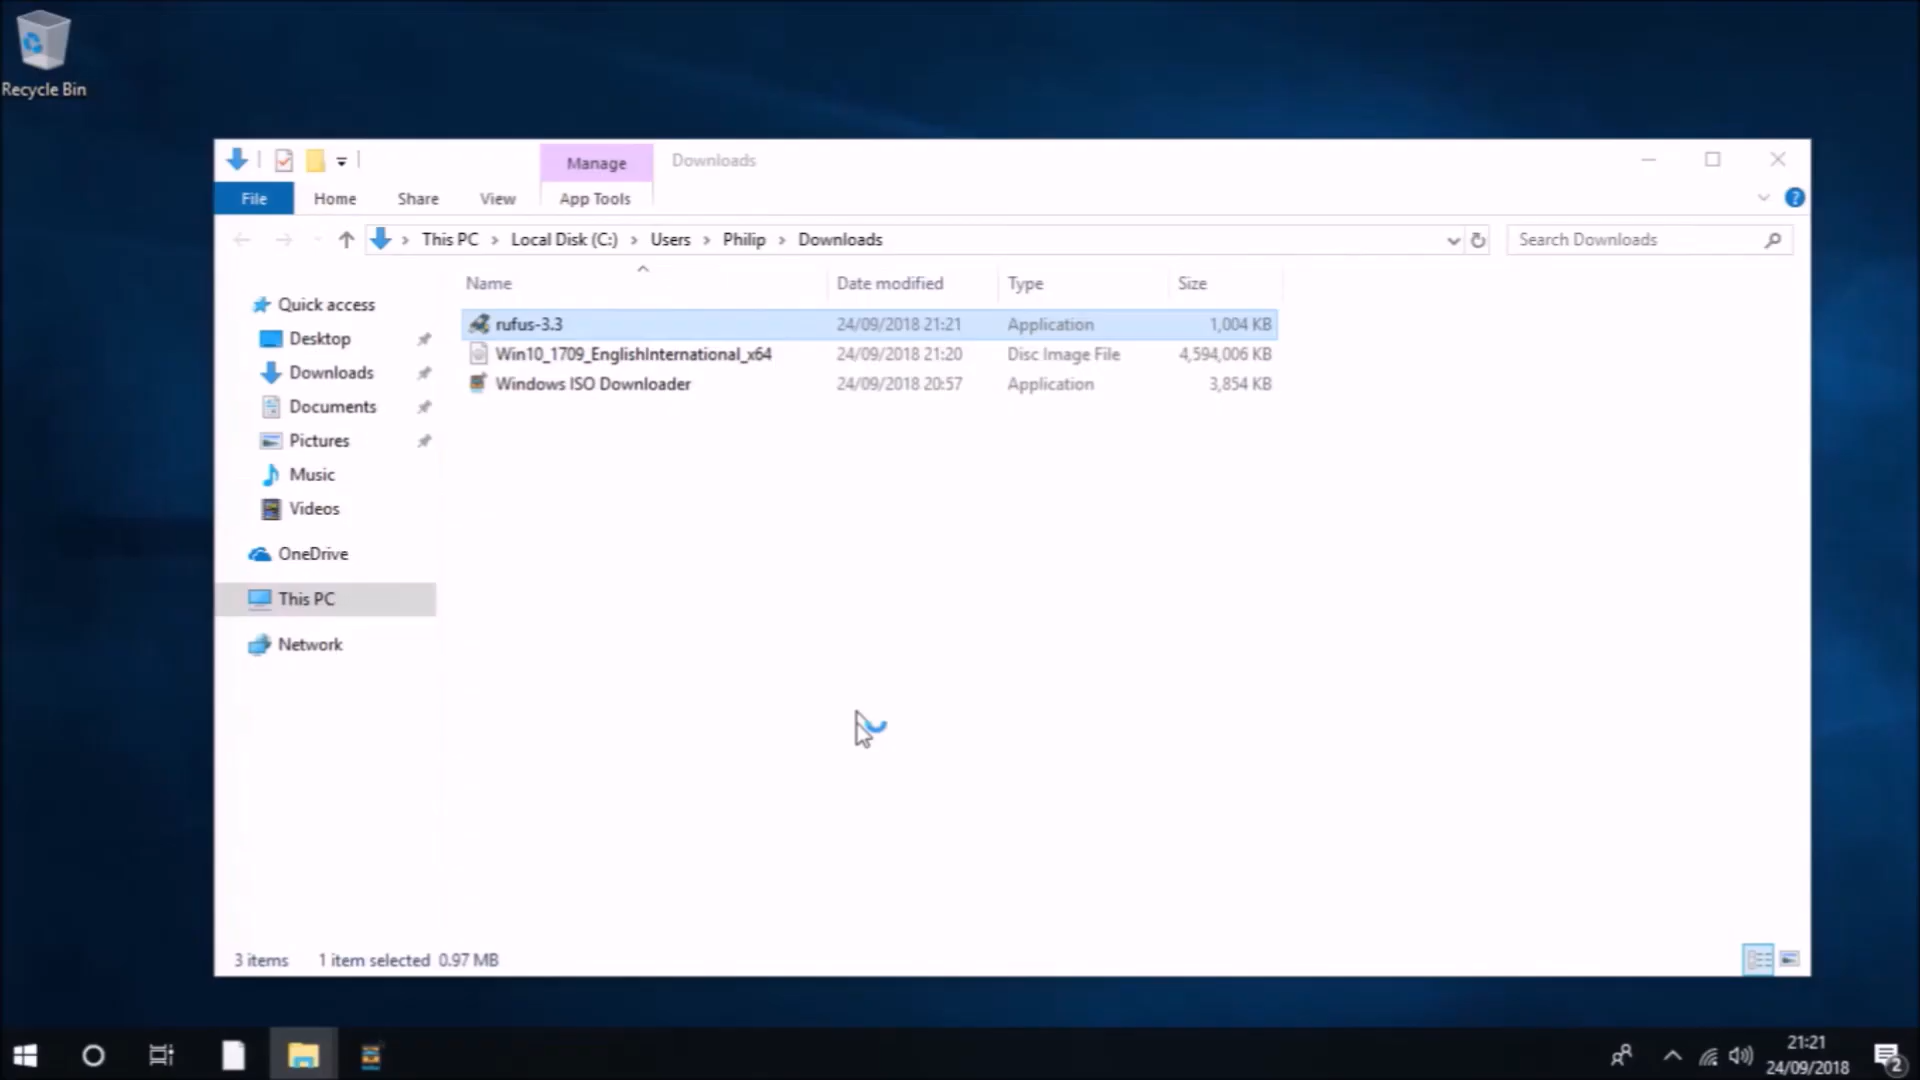 Recycle Bin
Manage
Downloads
File
Home
Share
View
App Tools
?
This PC
Local Disk (C:)
Users
Philip
Downloads
Search Downloads
Name
Date modified
Type
Size
Quick access
Desktop
Downloads
Documents
Pictures
Music
Videos
OneDrive
This PC
Network
rufus-3.3 24/09/2018 21:21 Application 1,004 KB
Win10_1709_EnglishInternational_x64 24/09/2018 21:20 Disc Image File 4,594,006 KB
Windows ISO Downloader 24/09/2018 20:57 Application 3,854 KB
3 items 1 item selected 0.97 MB
21:21
24/09/2018
2